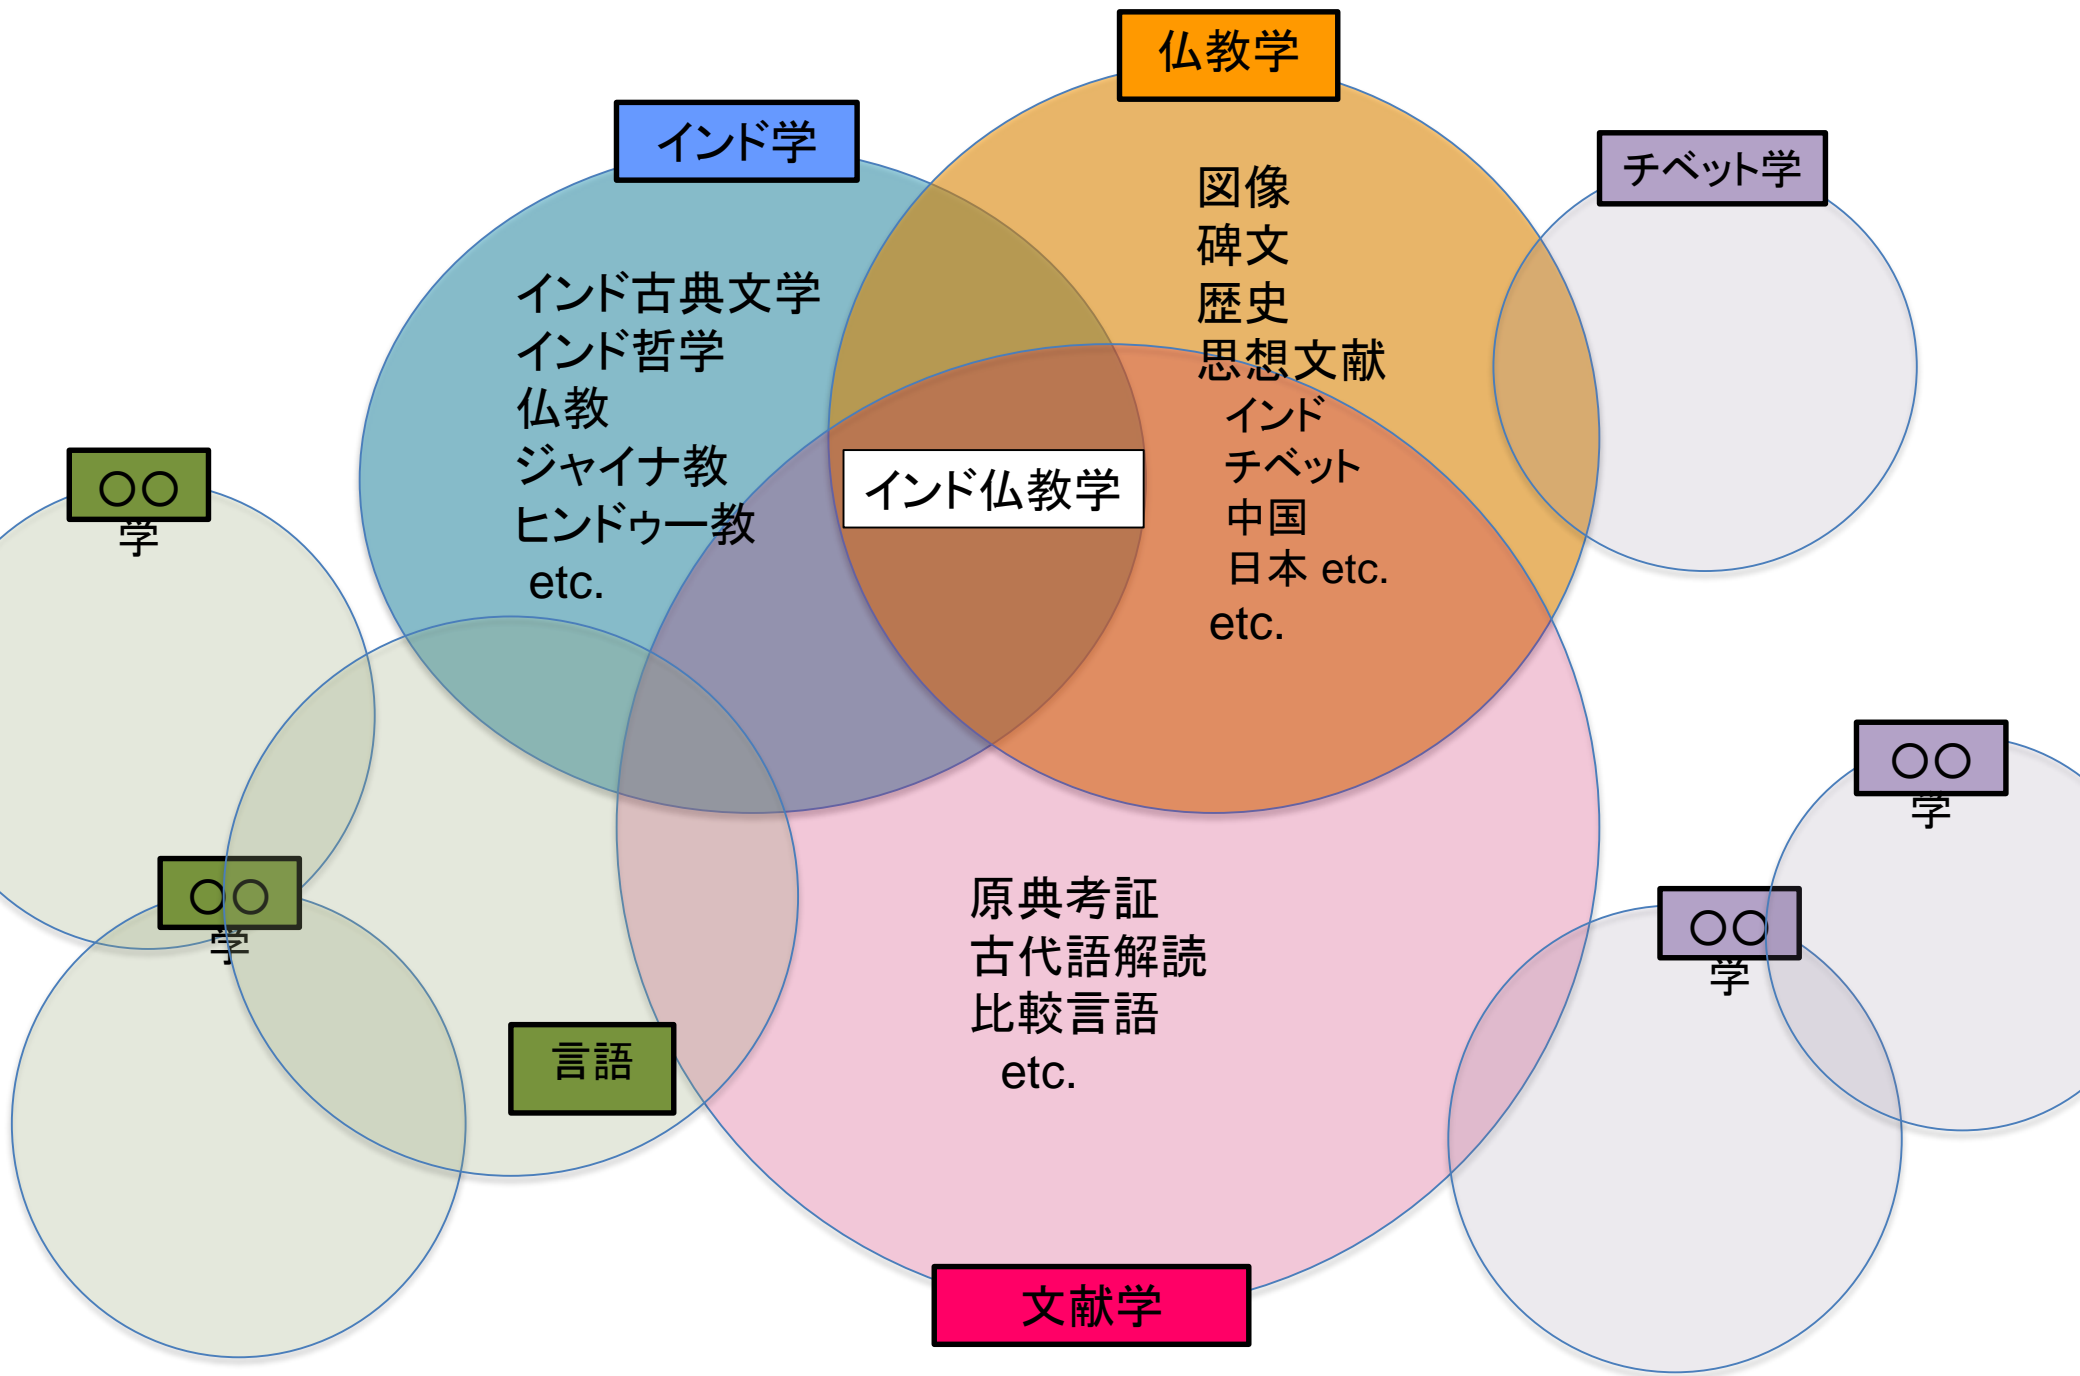 仏教学
インド学
チベット学
図像
碑文
歴史
思想文献
インド
チベット
中国
日本 etc.
etc.
インド古典文学
インド哲学
仏教
ジャイナ教
ヒンドゥー教
etc.
インド仏教学
○○
学
○○
学
言語
原典考証
古代語解読
比較言語
etc.
○○
学
○○
学
文献学